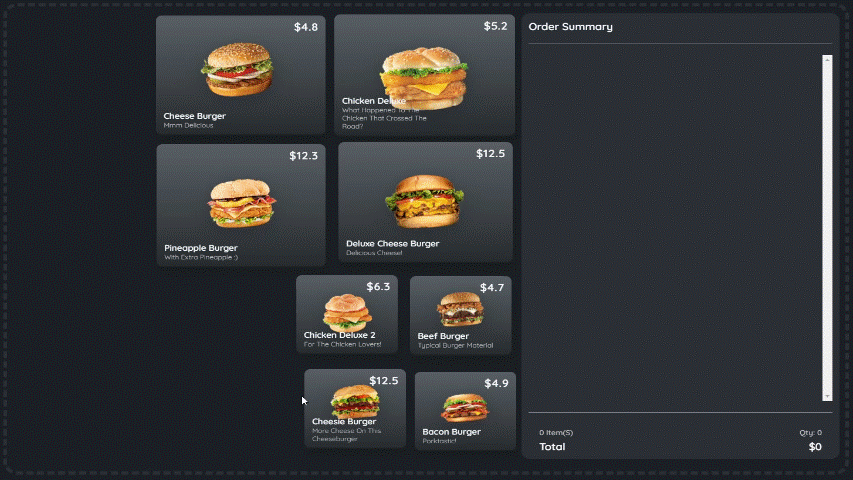 $4.8
Cheese Burger
Mmm Delicious
$5.2
Chicken Deluxe
What Happened To The
Chicken That Crossed The
Road?
$12.3
Pineapple Burger
With Extra Pineapple :)
$12.5
Deluxe Cheese Burger
Delicious Cheese!
$6.3
Chicken Deluxe 2
For The Chicken Lovers!
$4.7
Beef Burger
Typical Burger Material
$12.5
Cheesie Burger
More Cheese On This
Cheeseburger
$4.9
Bacon Burger
Porktastic!
Order Summary
0 Item(S)
Qty: 0
Total
$0